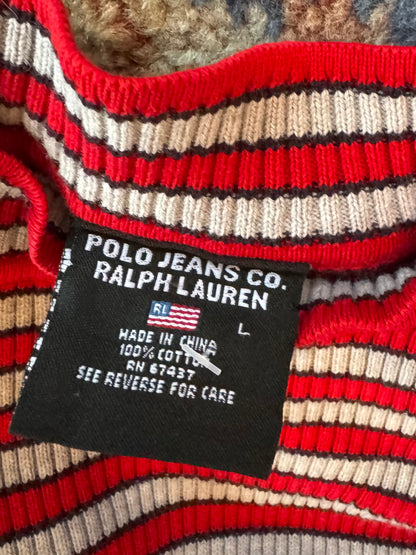 POLO JEANS CO.
RALPH LAUREN
RL
L
MADE IN CHINA
100% COTTON
RN 67437
SEE REVERSE FOR CARE